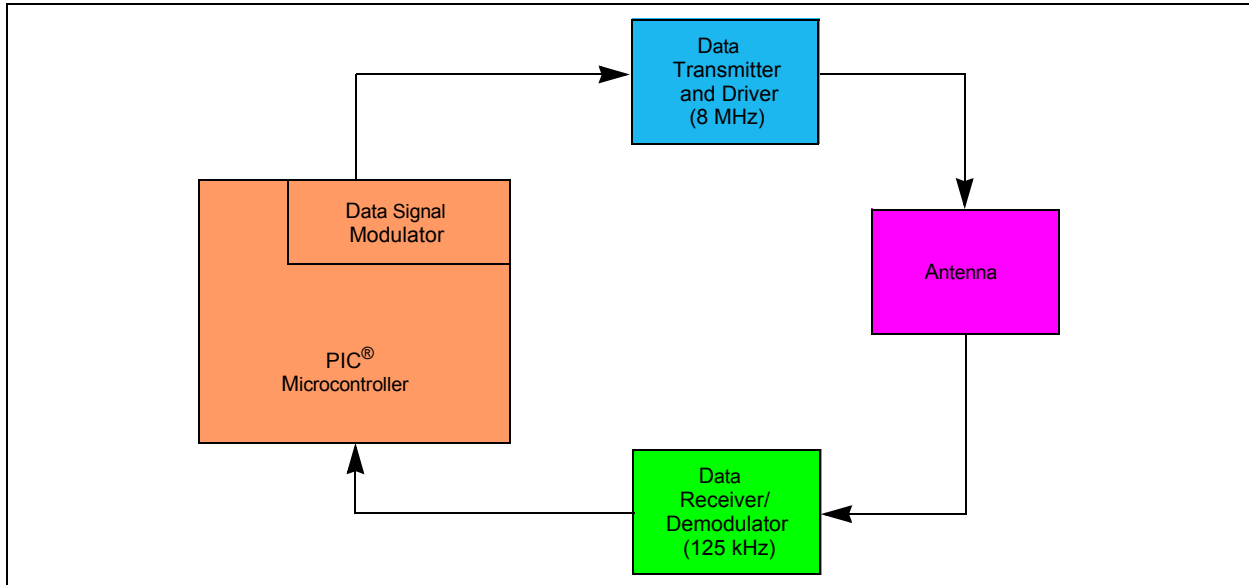 Data
Transmitter
and Driver
(8 MHz)
Data Signal
Modulator
Antenna
PIC®
Microcontroller
Data
Receiver/
Demodulator
(125 kHz)